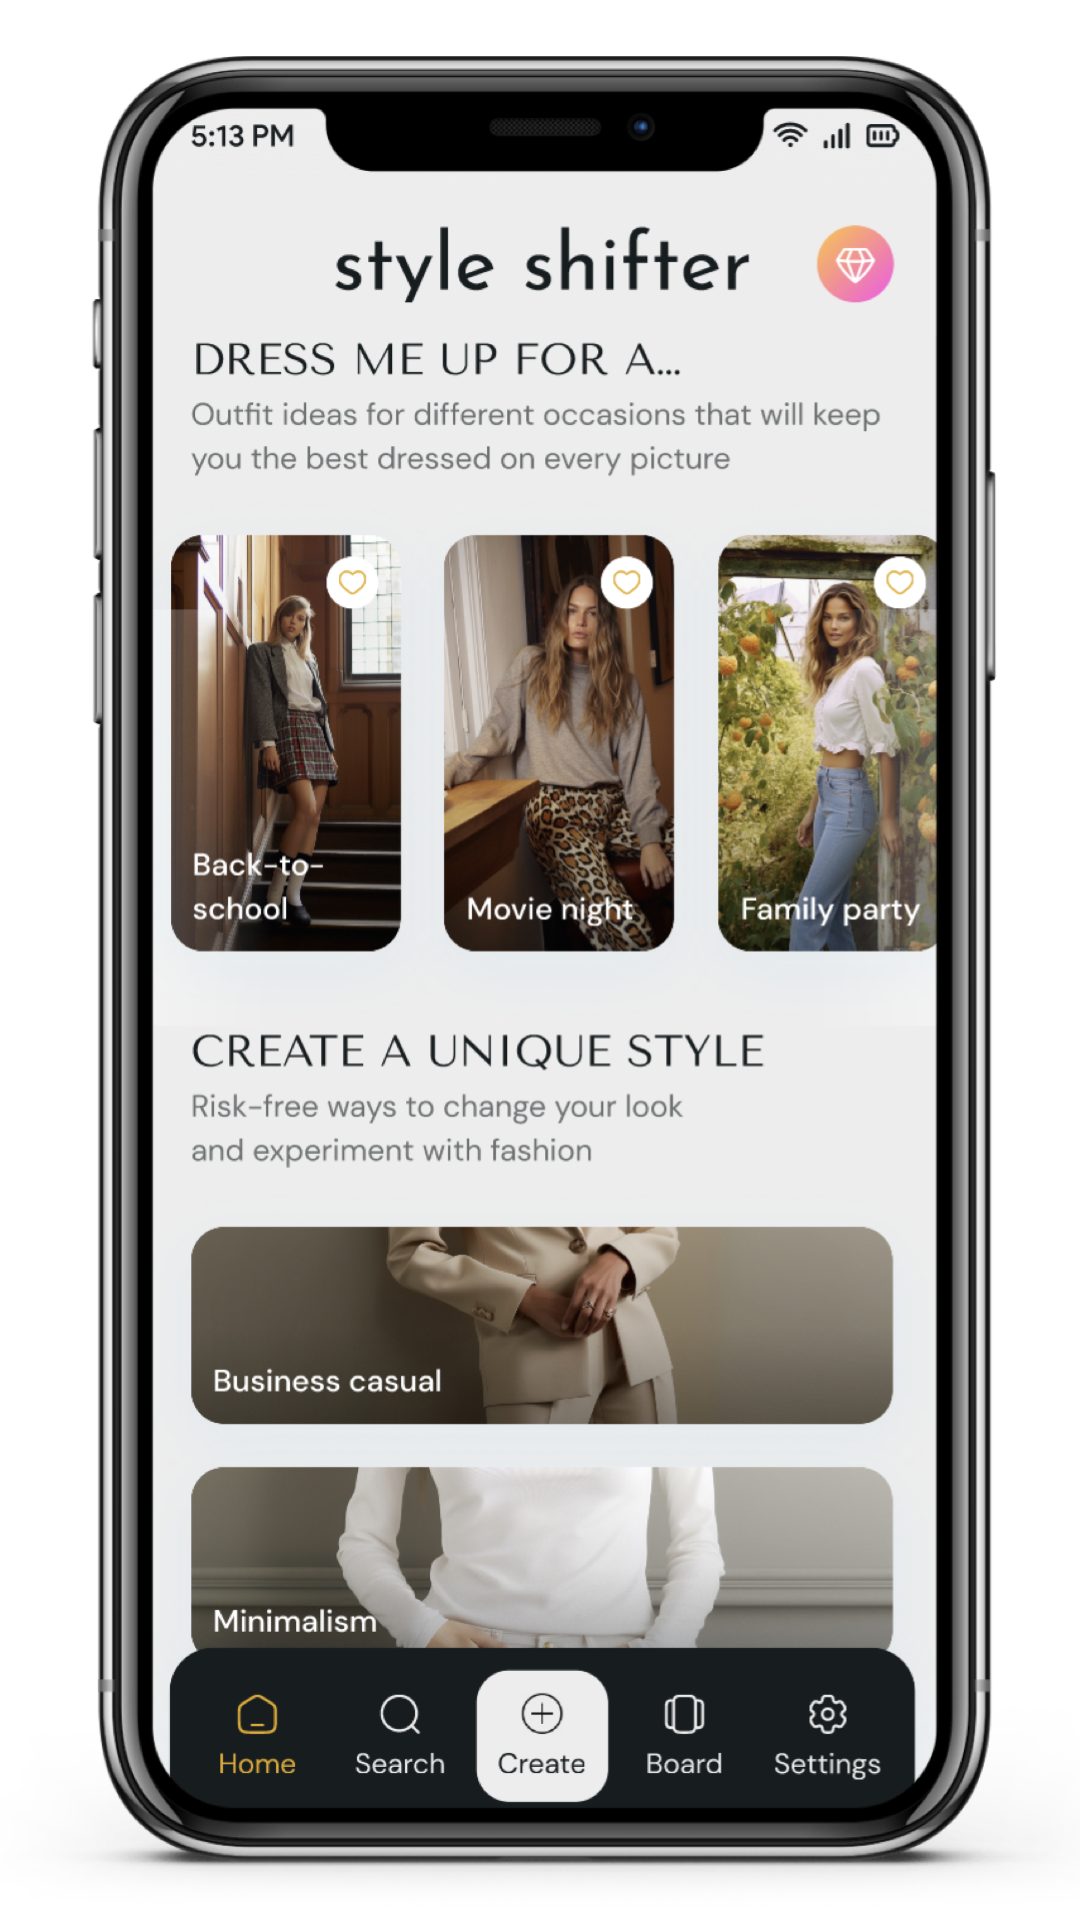 5:13 PM
style shifter
DRESS ME UP FOR A...
Outfit ideas for different occasions that will keep
you the best dressed on every picture
Back-to-
school
Movie night
Family party
CREATE A UNIQUE STYLE
Risk-free ways to change your look
and experiment with fashion
Business casual
Minimalism
Home
Search
Create
Board
Settings